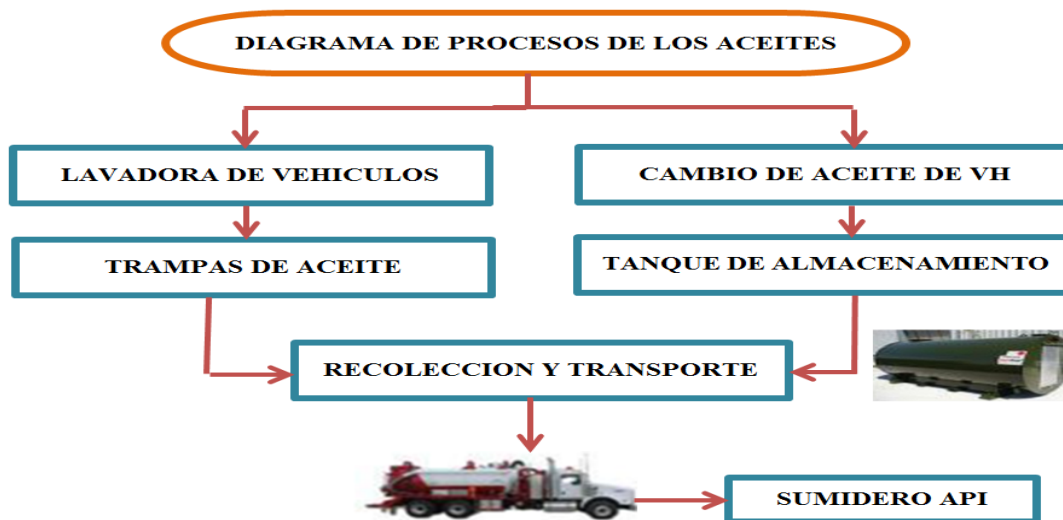 DIAGRAMA DE PROCESOS DE LOS ACEITES
LAVADORA DE VEHICULOS
CAMBIO DE ACEITE DE VH
TRAMPAS DE ACEITE
TANQUE DE ALMACENAMIENTO
RECOLECCION Y TRANSPORTE
SUMIDERO API